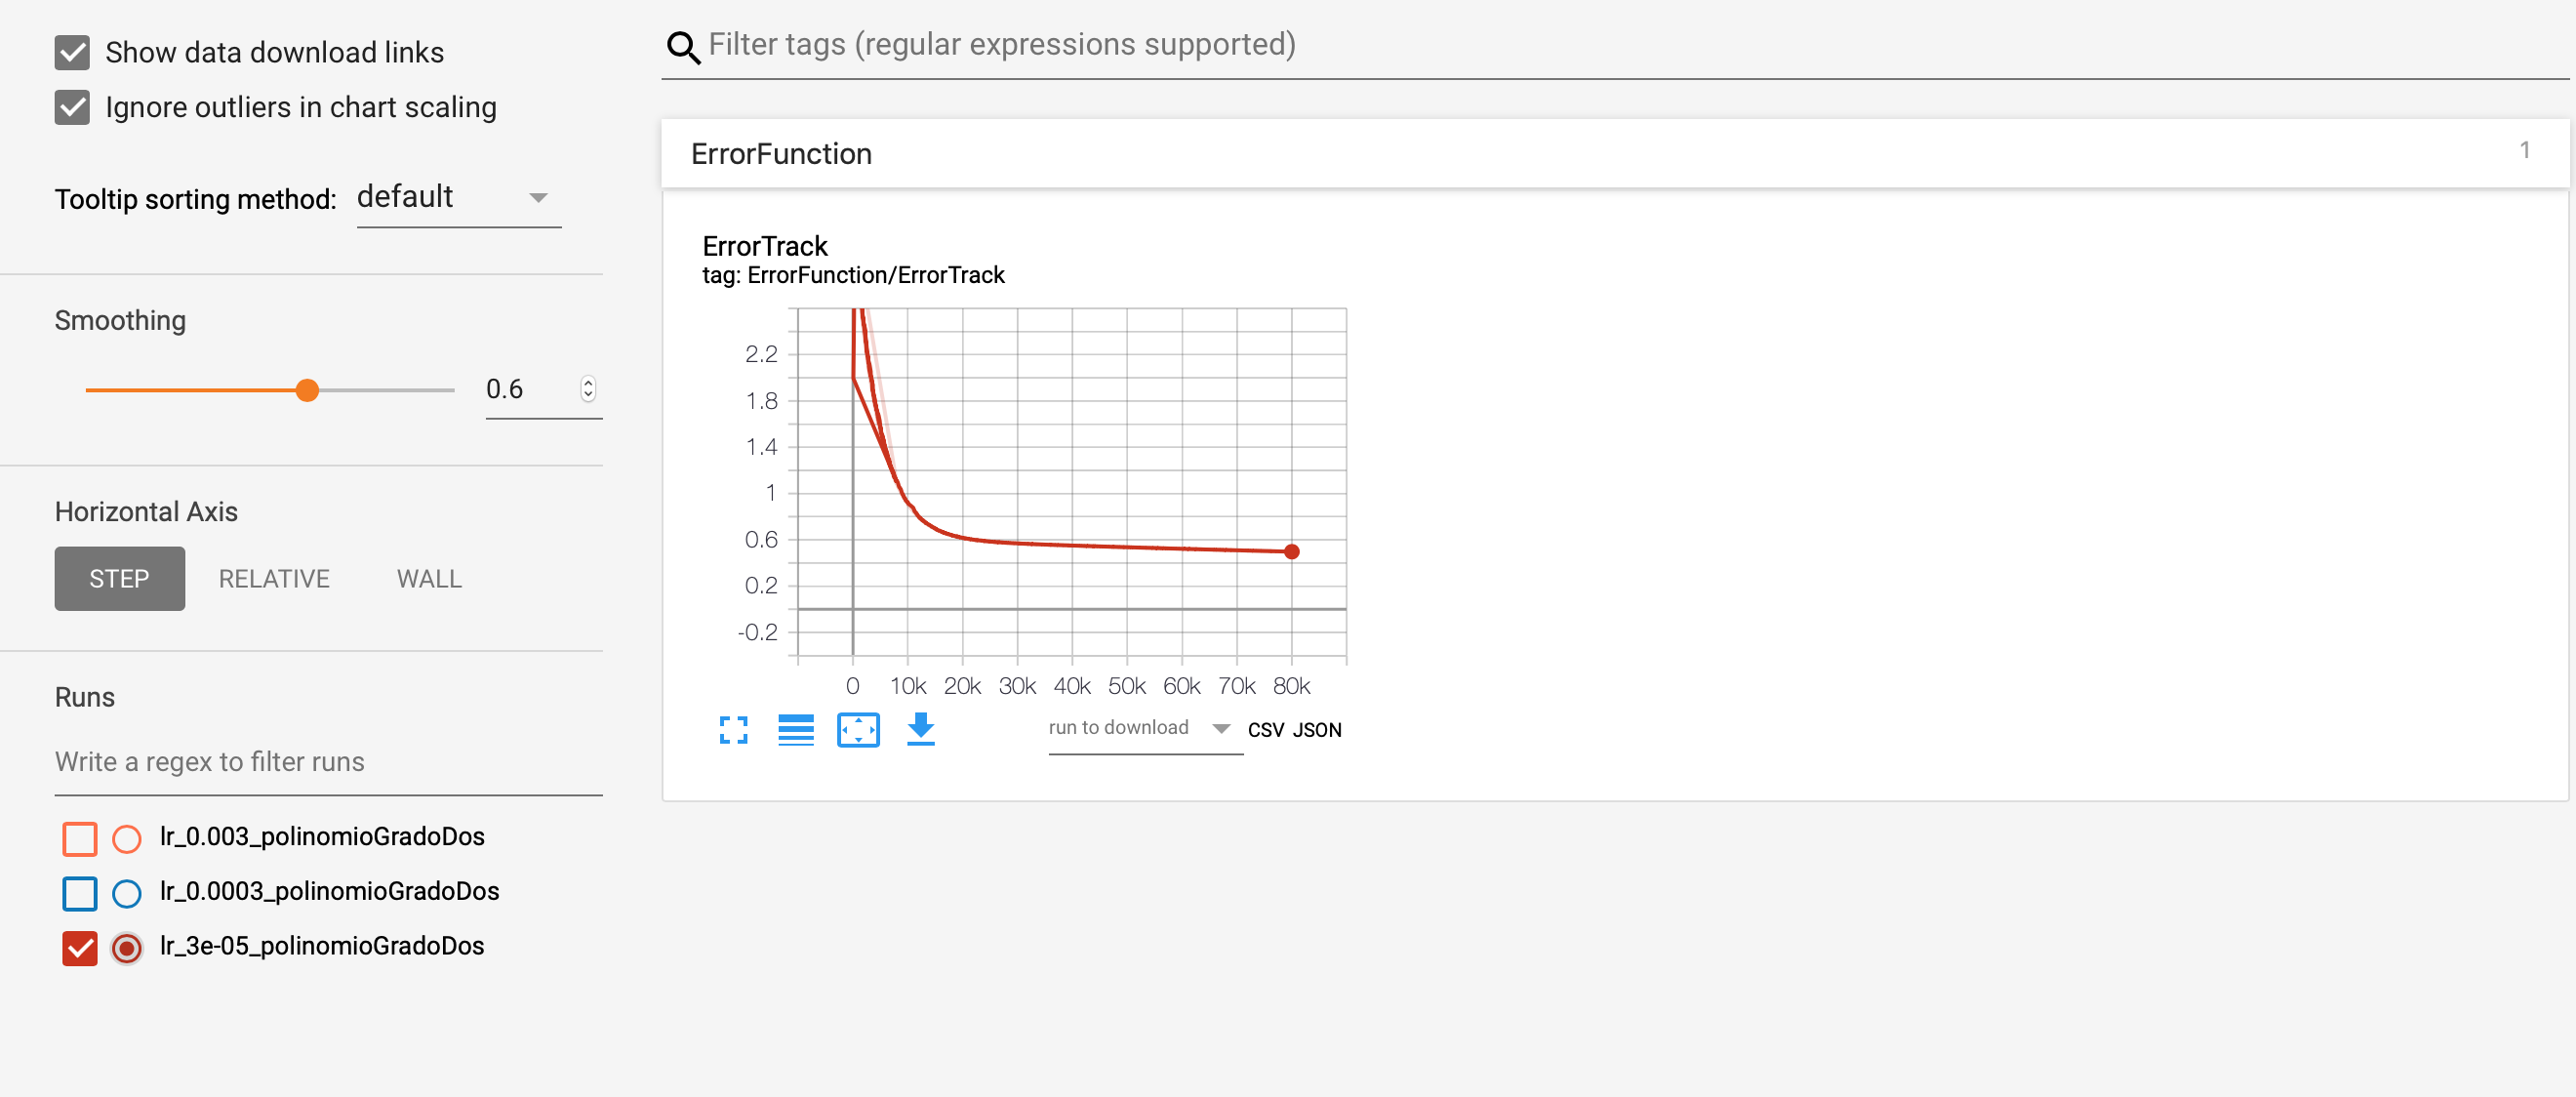 Show data download links
Ignore outliers in chart scaling
Tooltip sorting method: default
Smoothing
0.6
Horizontal Axis
STEP RELATIVE WALL
Runs
Write a regex to filter runs
lr_0.003_polinomioGradoDos
lr_0.0003_polinomioGradoDos
lr_3e-05_polinomioGradoDos
Filter tags (regular expressions supported)
ErrorFunction 1
ErrorTrack
tag: ErrorFunction/ErrorTrack
2.2
1.8
1.4
1
0.6
0.2
-0.2
0 10k 20k 30k 40k 50k 60k 70k 80k
run to download CSV JSON